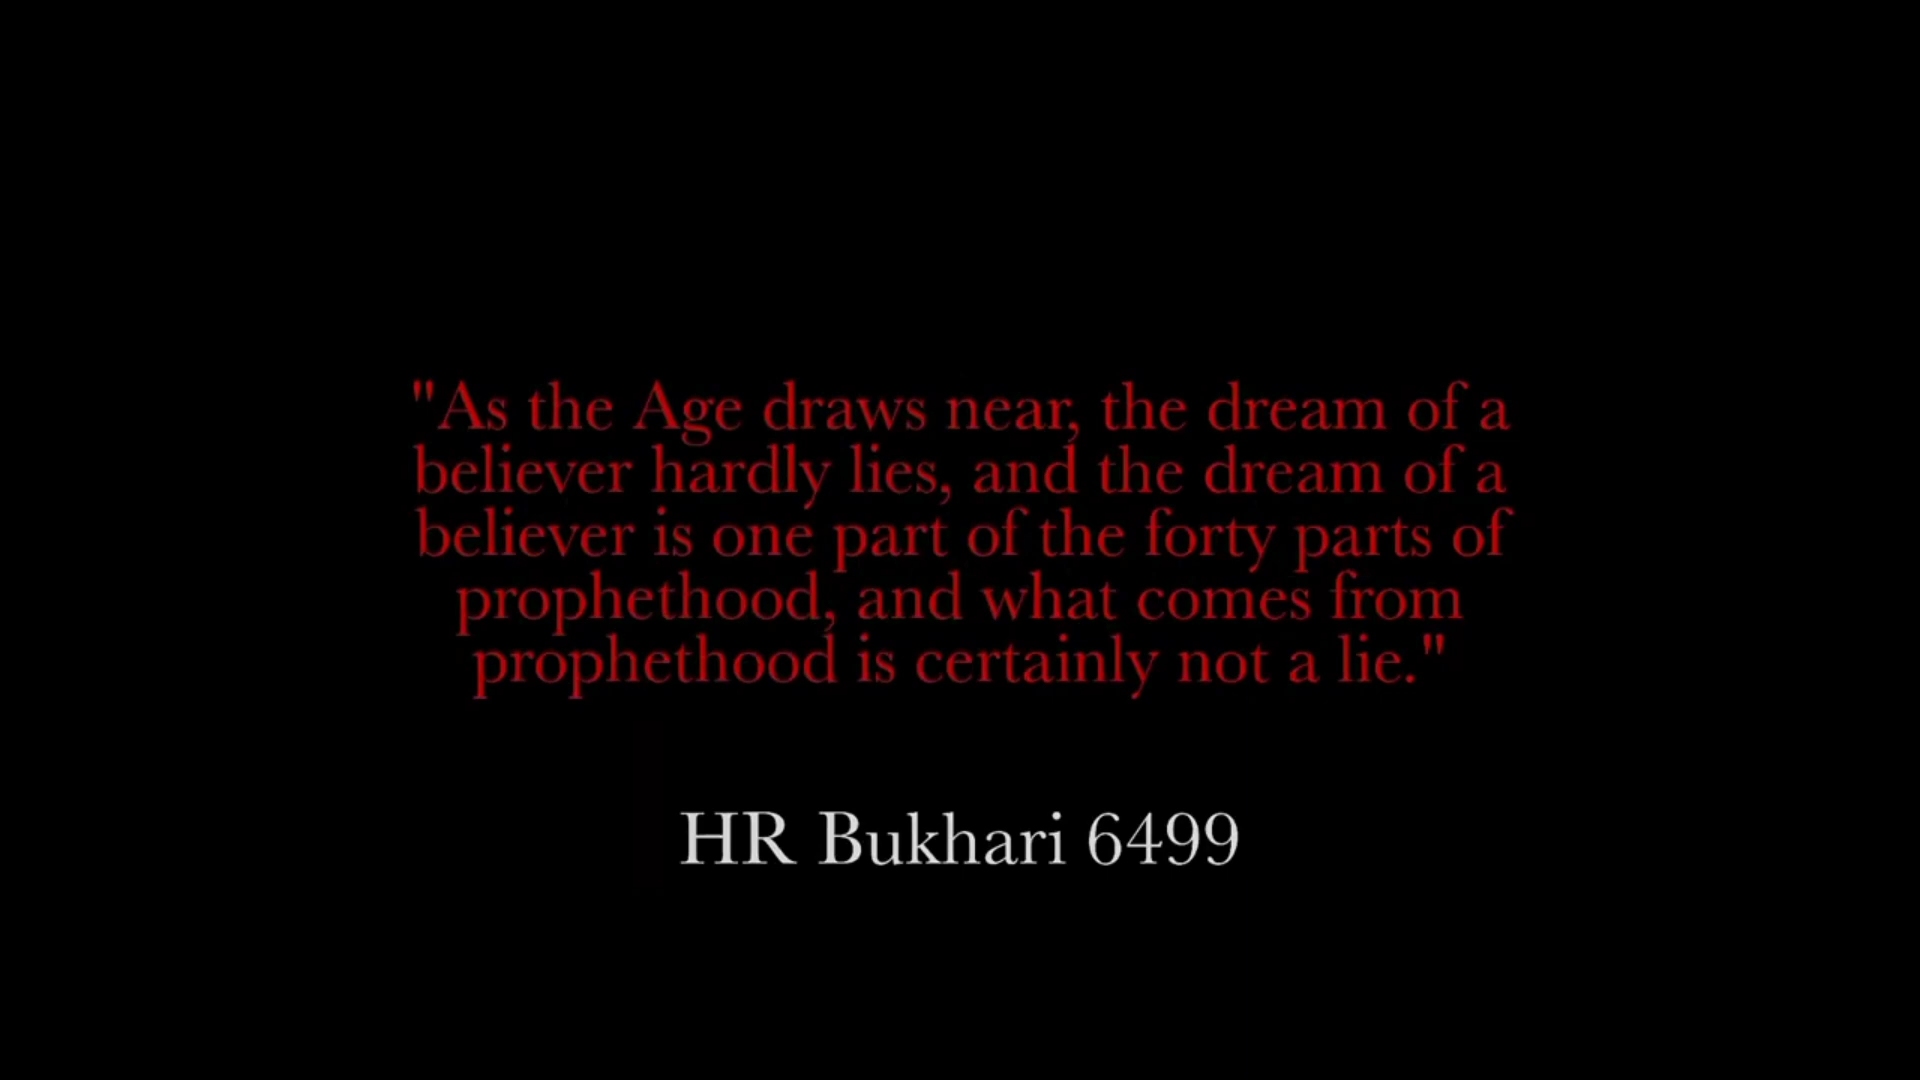 "As the Age draws near, the dream of a
believer hardly lies, and the dream of a
believer is one part of the forty parts of
prophethood, and what comes from
prophethood is certainly not a lie."
HR Bukhari 6499